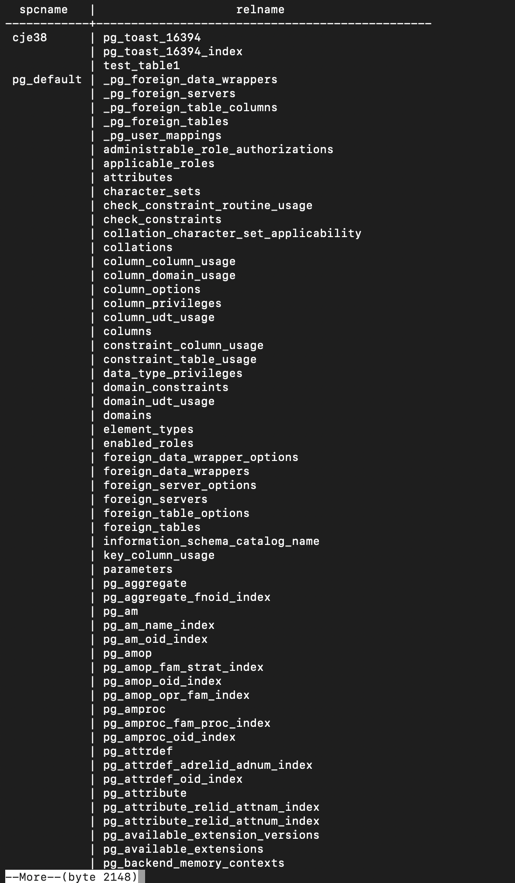 spcname | relname
------------+------------------------------------------------
cje38 | pg_toast_16394
| pg_toast_16394_index
| test_table1
pg_default | _pg_foreign_data_wrappers
| _pg_foreign_servers
| _pg_foreign_table_columns
| _pg_foreign_tables
| _pg_user_mappings
| administrable_role_authorizations
| applicable_roles
| attributes
| character_sets
| check_constraint_routine_usage
| check_constraints
| collation_character_set_applicability
| collations
| column_column_usage
| column_domain_usage
| column_options
| column_privileges
| column_udt_usage
| columns
| constraint_column_usage
| constraint_table_usage
| data_type_privileges
| domain_constraints
| domain_udt_usage
| domains
| element_types
| enabled_roles
| foreign_data_wrapper_options
| foreign_data_wrappers
| foreign_server_options
| foreign_servers
| foreign_table_options
| foreign_tables
| information_schema_catalog_name
| key_column_usage
| parameters
| pg_aggregate
| pg_aggregate_fnoid_index
| pg_am
| pg_am_name_index
| pg_am_oid_index
| pg_amop
| pg_amop_fam_strat_index
| pg_amop_oid_index
| pg_amop_opr_fam_index
| pg_amproc
| pg_amproc_fam_proc_index
| pg_amproc_oid_index
| pg_attrdef
| pg_attrdef_adrelid_adnum_index
| pg_attrdef_oid_index
| pg_attribute
| pg_attribute_relid_attnam_index
| pg_attribute_relid_attnum_index
| pg_available_extension_versions
| pg_available_extensions
| pg_backend_memory_contexts
--More--(byte 2148)